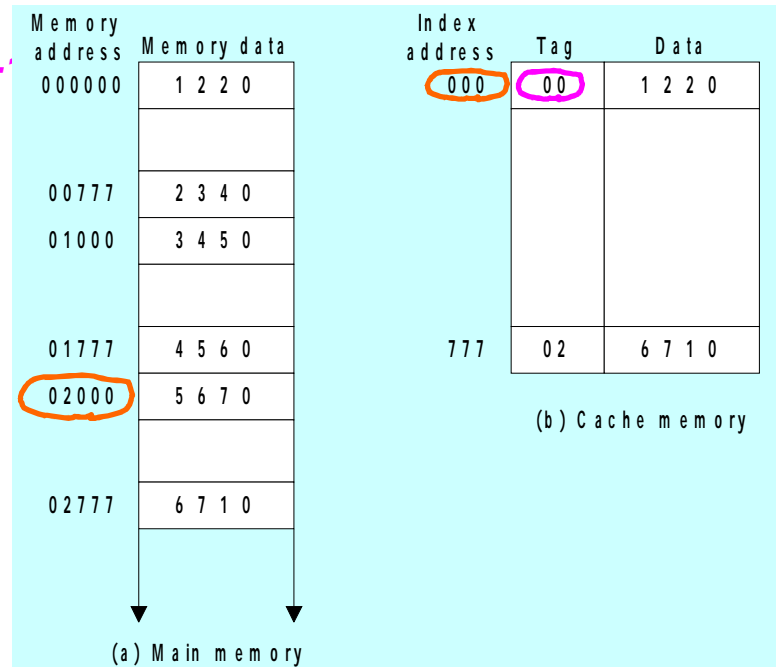 Memory
address
Memory data
000000
1220
00777
2340
01000
3450
01777
4560
02000
5670
02777
6710
(a) Main memory
Index
address
Tag
Data
000
00
1220
777
02
6710
(b) Cache memory